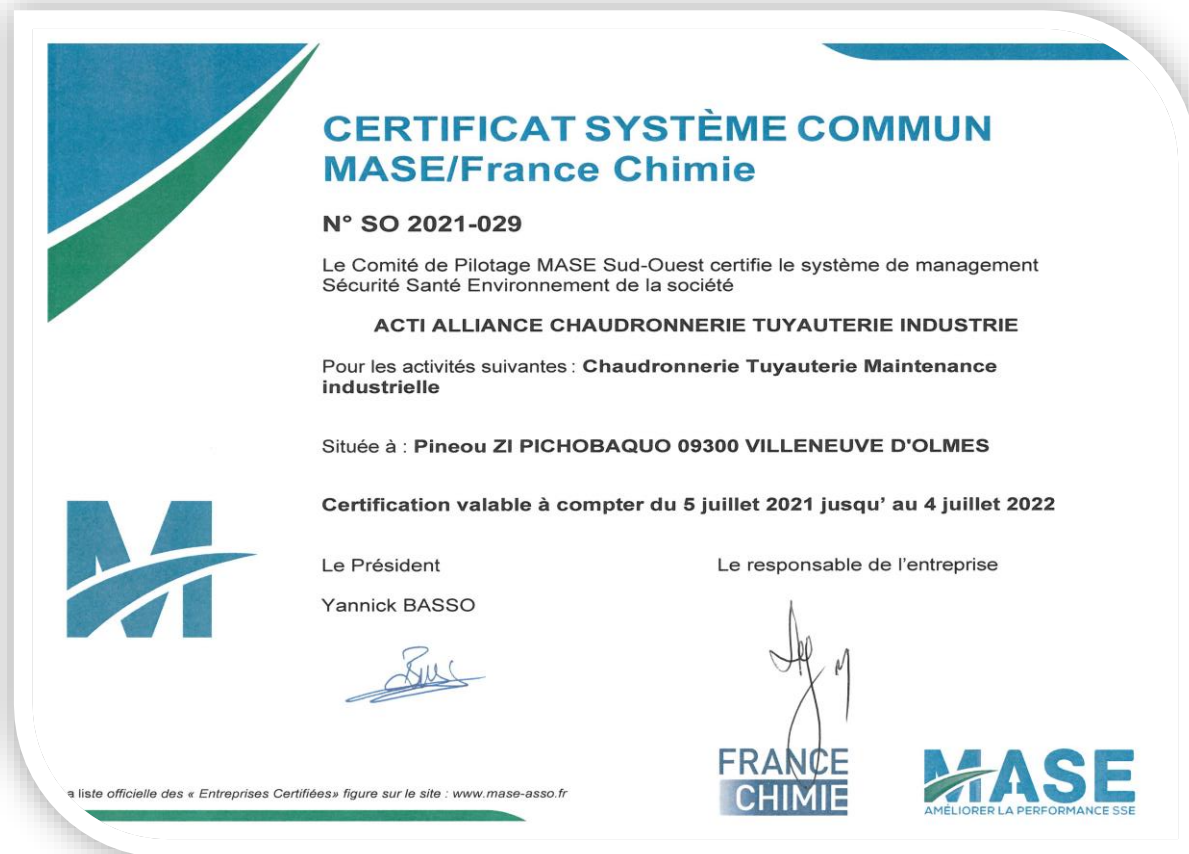 CERTIFICAT SYSTÈME COMMUN
MASE/France Chimie
N° SO 2021-029
Le Comité de Pilotage MASE Sud-Ouest certifie le système de management
Sécurité Santé Environnement de la société
ACTI ALLIANCE CHAUDRONNERIE TUYAUTERIE INDUSTRIE
Pour les activités suivantes : Chaudronnerie Tuyauterie Maintenance
industrielle
Située à : Pineou ZI PICHOBAQUO 09300 VILLENEUVE D'OLMES
Certification valable à compter du 5 juillet 2021 jusqu' au 4 juillet 2022
Le Président
Le responsable de l'entreprise
Yannick BASSO
FRANCE
CHIMIE
MASE
AMÉLIORER LA PERFORMANCE SSE
a liste officielle des « Entreprises Certifiées» figure sur le site : www.mase-asso.fr